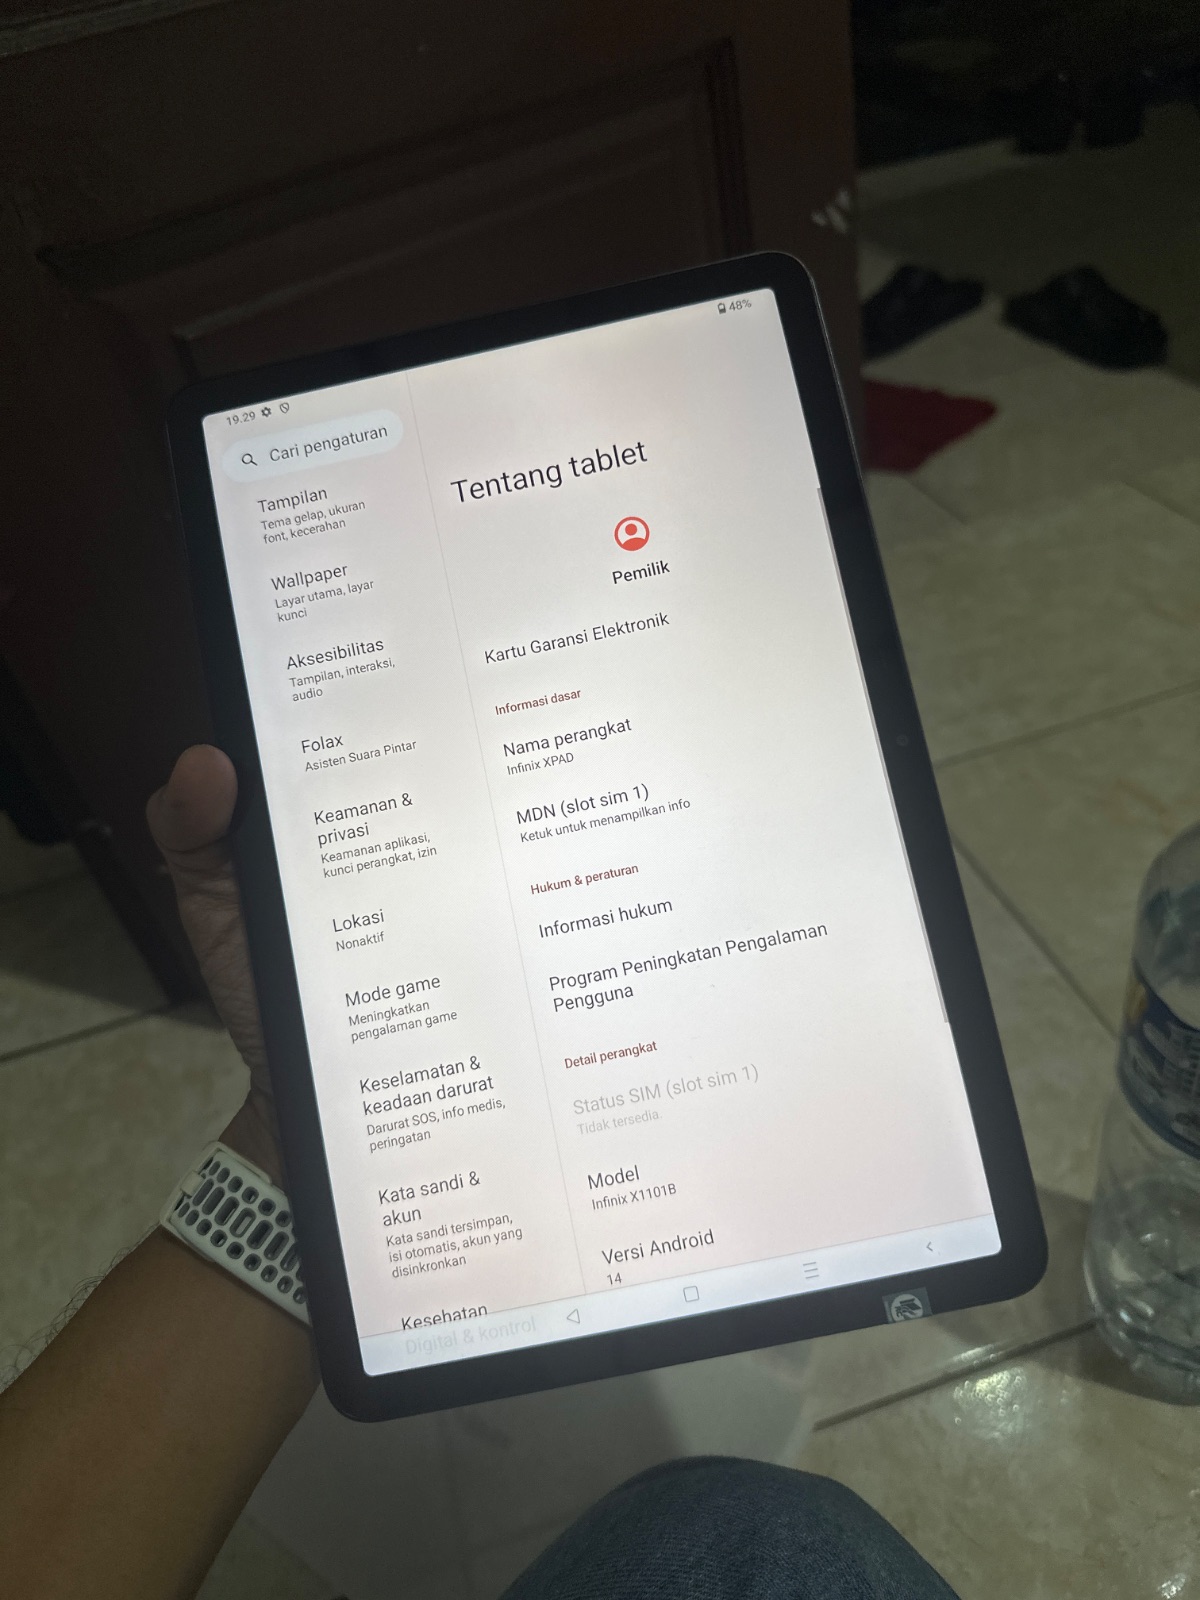 19.29
48%
Cari pengaturan
Tampilan
Tema gelap, ukuran
font, kecerahan
Wallpaper
Layar utama, layar
kunci
Aksesibilitas
Tampilan, interaksi,
audio
Folax
Asisten Suara Pintar
Keamanan &
privasi
Keamanan aplikasi,
kunci perangkat, izin
Lokasi
Nonaktif
Mode game
Meningkatkan
pengalaman game
Keselamatan &
keadaan darurat
Darurat SOS, info medis,
peringatan
Kata sandi &
akun
Kata sandi tersimpan,
isi otomatis, akun yang
disinkronkan
Kesehatan
Digital & kontrol
Tentang tablet
Pemilik
Kartu Garansi Elektronik
Informasi dasar
Nama perangkat
Infinix XPAD
MDN (slot sim 1)
Ketuk untuk menampilkan info
Hukum & peraturan
Informasi hukum
Program Peningkatan Pengalaman
Pengguna
Detail perangkat
Status SIM (slot sim 1)
Tidak tersedia.
Model
Infinix X1101B
Versi Android
14